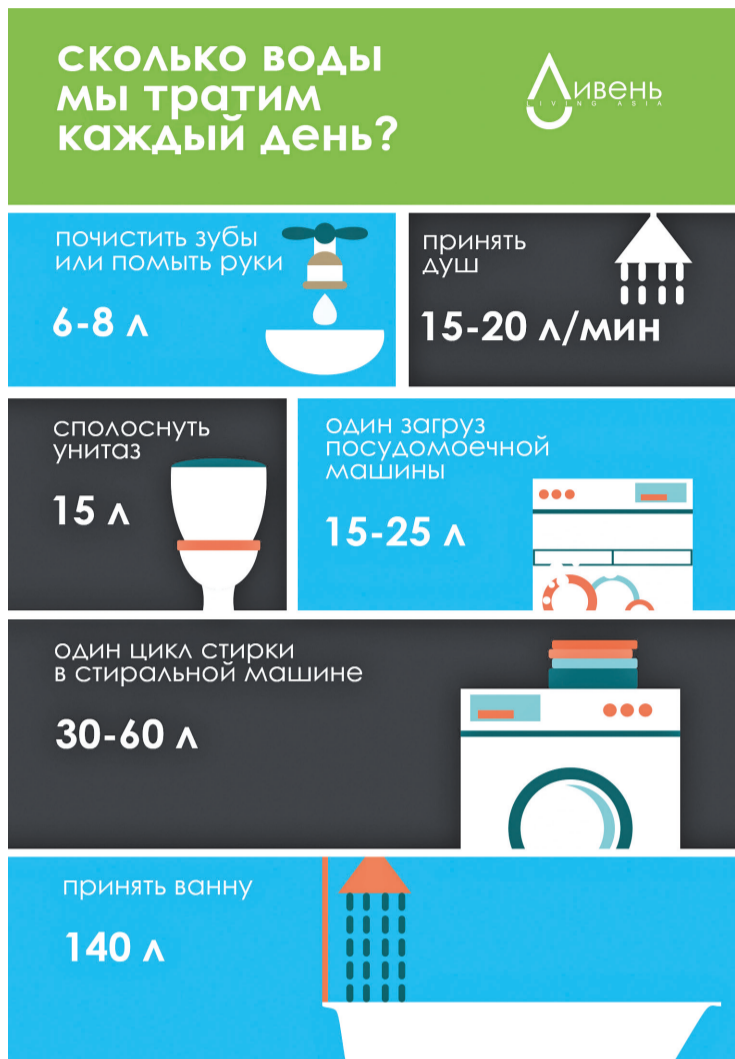 сколько воды
мы тратим
каждый день?
Ливень
LIVING ASIA
почистить зубы
или помыть руки
6-8 л
принять
душ
15-20 л/мин
сполоснуть
унитаз
15 л
один загруз
посудомоечной
машины
15-25 л
один цикл стирки
в стиральной машине
30-60 л
принять ванну
140 л